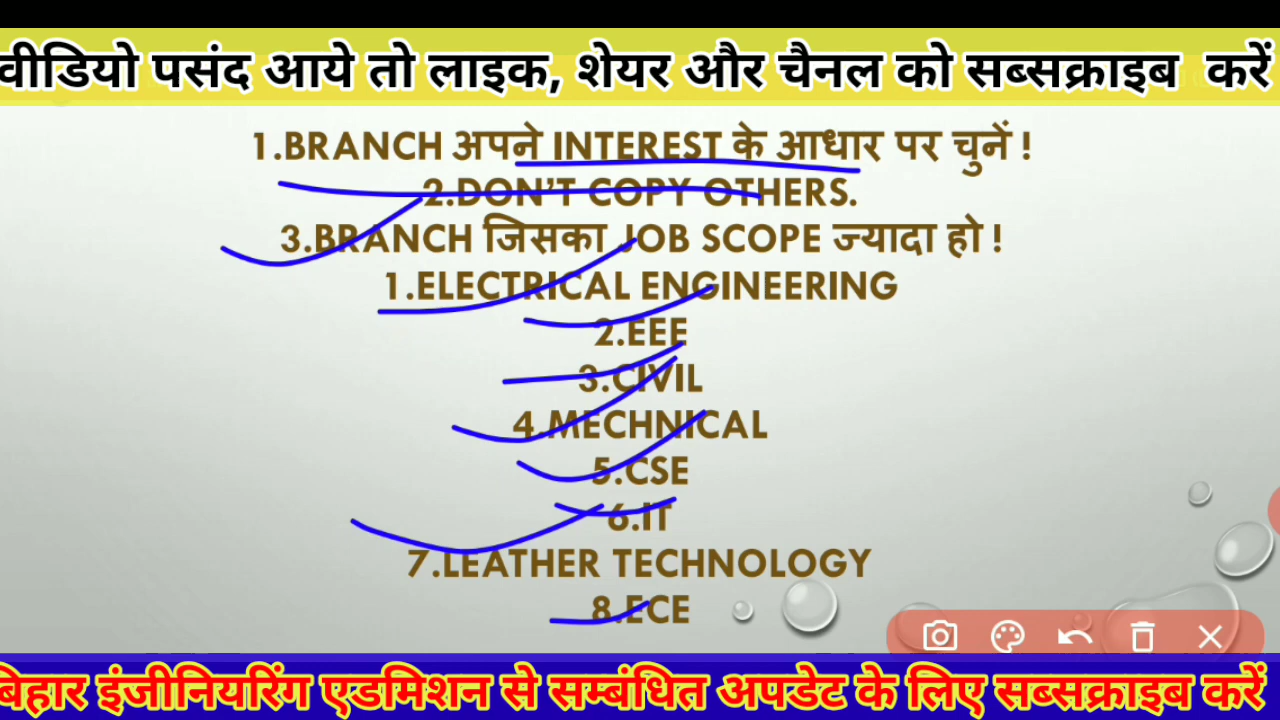 वीडियो पसंद आये तो लाइक, शेयर और चैनल को सब्सक्राइब करें
1.BRANCH अपने INTEREST के आधार पर चुनें !
2.DON'T COPY OTHERS.
3.BRANCH जिसका JOB SCOPE ज्यादा हो !
1.ELECTRICAL ENGINEERING
2.EEE
3.CIVIL
4.MECHNICAL
5.CSE
6.IT
7.LEATHER TECHNOLOGY
8.ECE
बिहार इंजीनियरिंग एडमिशन से सम्बंधित अपडेट के लिए सब्सक्राइब करें